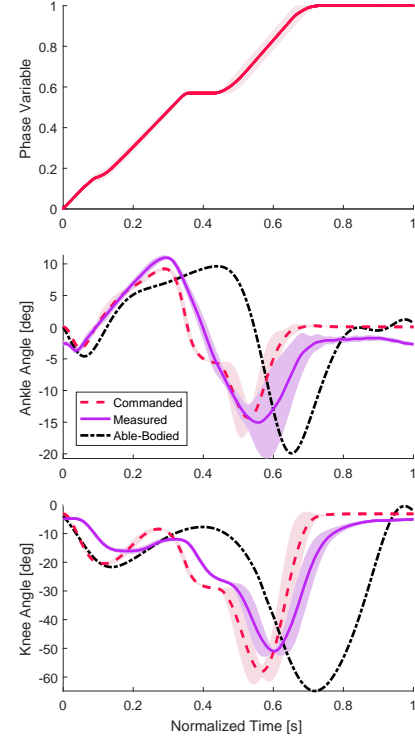 1
0.8
0.6
0.4
0.2
0
Phase Variable
0 0.2 0.4 0.6 0.8 1
10
5
0
-5
-10
-15
-20
Ankle Angle [deg]
Commanded
Measured
Able-Bodied
0 0.2 0.4 0.6 0.8 1
0
-10
-20
-30
-40
-50
-60
Knee Angle [deg]
0 0.2 0.4 0.6 0.8 1
Normalized Time [s]